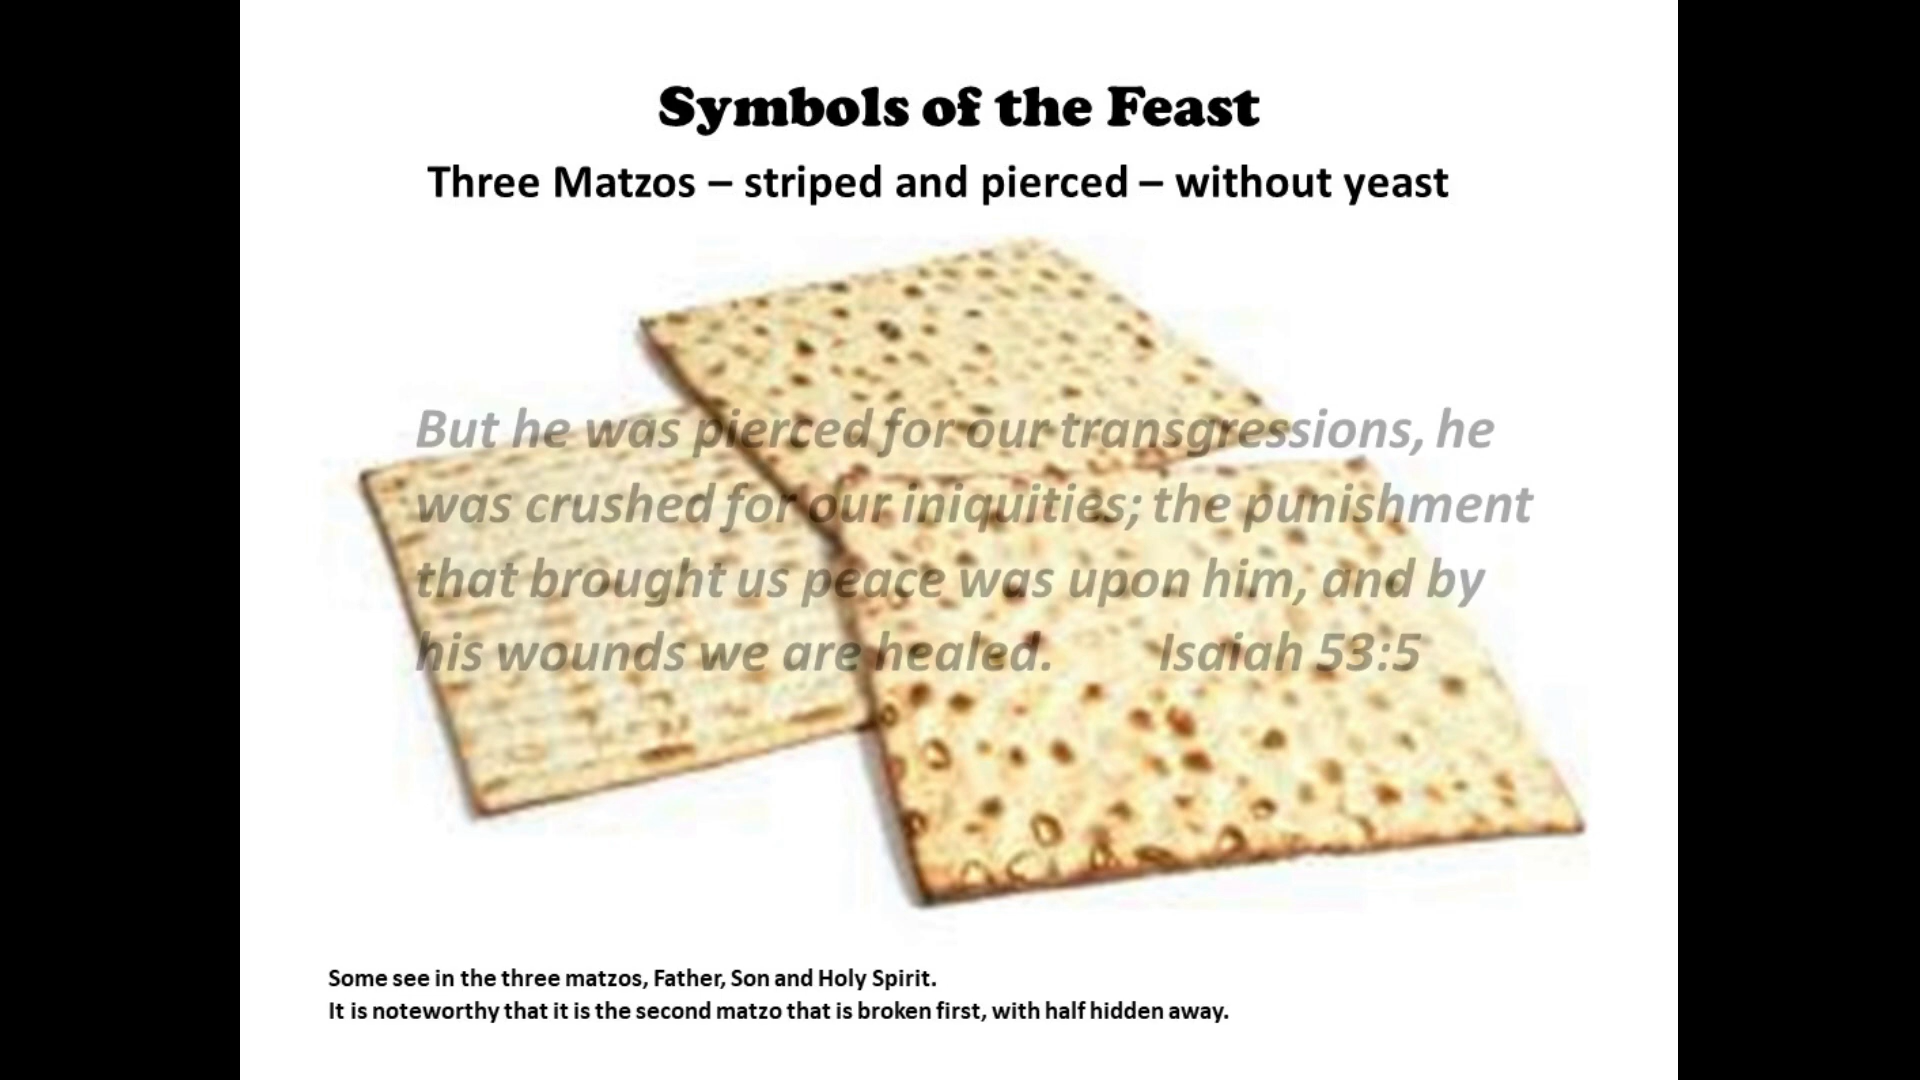 Symbols of the Feast
Three Matzos – striped and pierced – without yeast
But he was pierced for our transgressions, he
was crushed for our iniquities; the punishment
that brought us peace was upon him, and by
his wounds we are healed. Isaiah 53:5
Some see in the three matzos, Father, Son and Holy Spirit.
It is noteworthy that it is the second matzo that is broken first, with half hidden away.